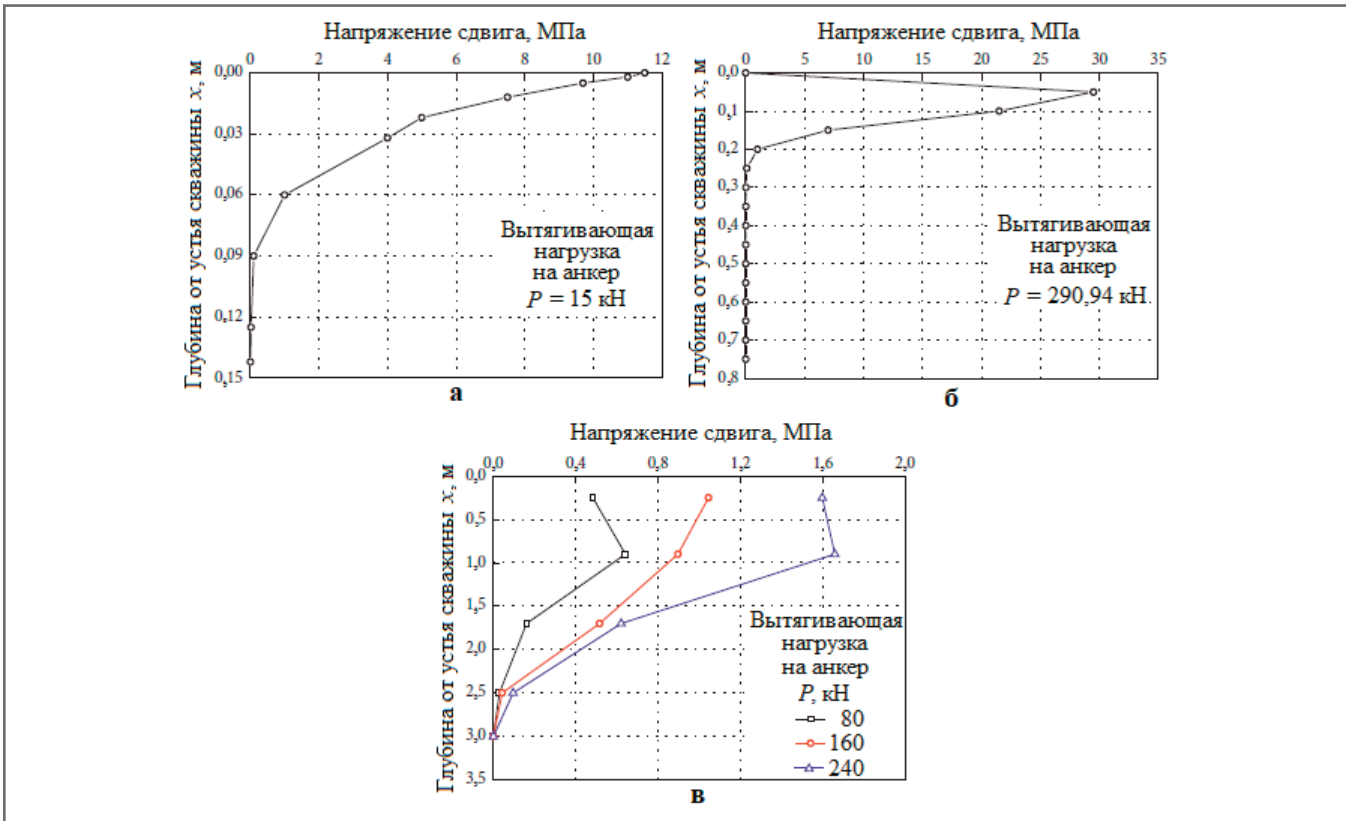 Напряжение сдвига, МПа
0 2 4 6 8 10 12
Глубина от устья скважины x, м
0,00
0,03
0,06
0,09
0,12
0,15
Вытягивающая
нагрузка
на анкер
P = 15 кН
а
Напряжение сдвига, МПа
0 5 10 15 20 25 30 35
Глубина от устья скважины x, м
0,0
0,1
0,2
0,3
0,4
0,5
0,6
0,7
0,8
Вытягивающая
нагрузка
на анкер
P = 290,94 кН
б
Напряжение сдвига, МПа
0,0 0,4 0,8 1,2 1,6 2,0
Глубина от устья скважины x, м
0,0
0,5
1,0
1,5
2,0
2,5
3,0
3,5
Вытягивающая
нагрузка
на анкер
P, кН
80
160
240
в